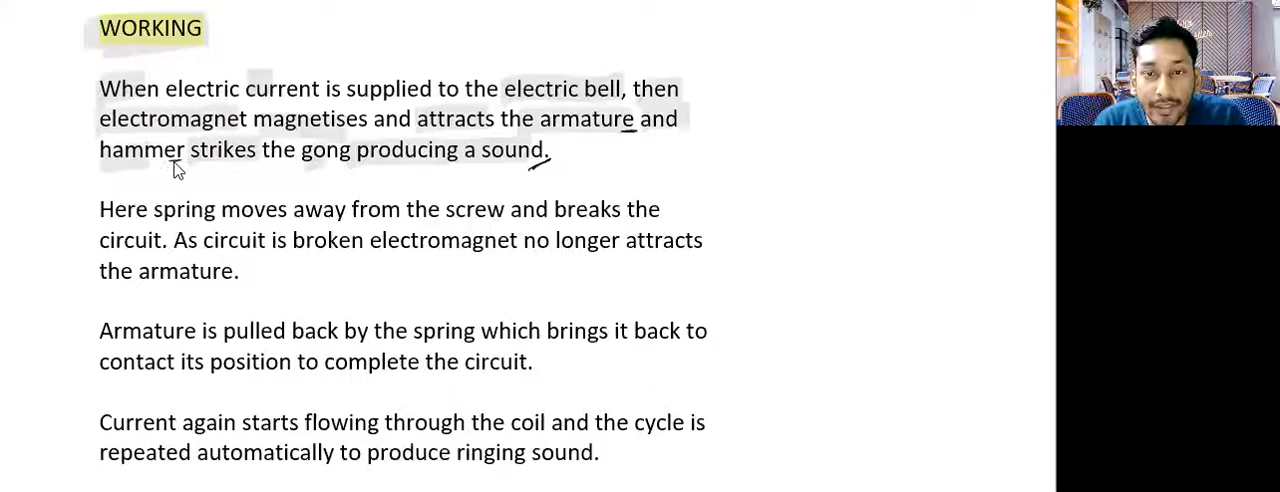 WORKING
When electric current is supplied to the electric bell, then
electromagnet magnetises and attracts the armature and
hammer strikes the gong producing a sound.
Here spring moves away from the screw and breaks the
circuit. As circuit is broken electromagnet no longer attracts
the armature.
Armature is pulled back by the spring which brings it back to
contact its position to complete the circuit.
Current again starts flowing through the coil and the cycle is
repeated automatically to produce ringing sound.